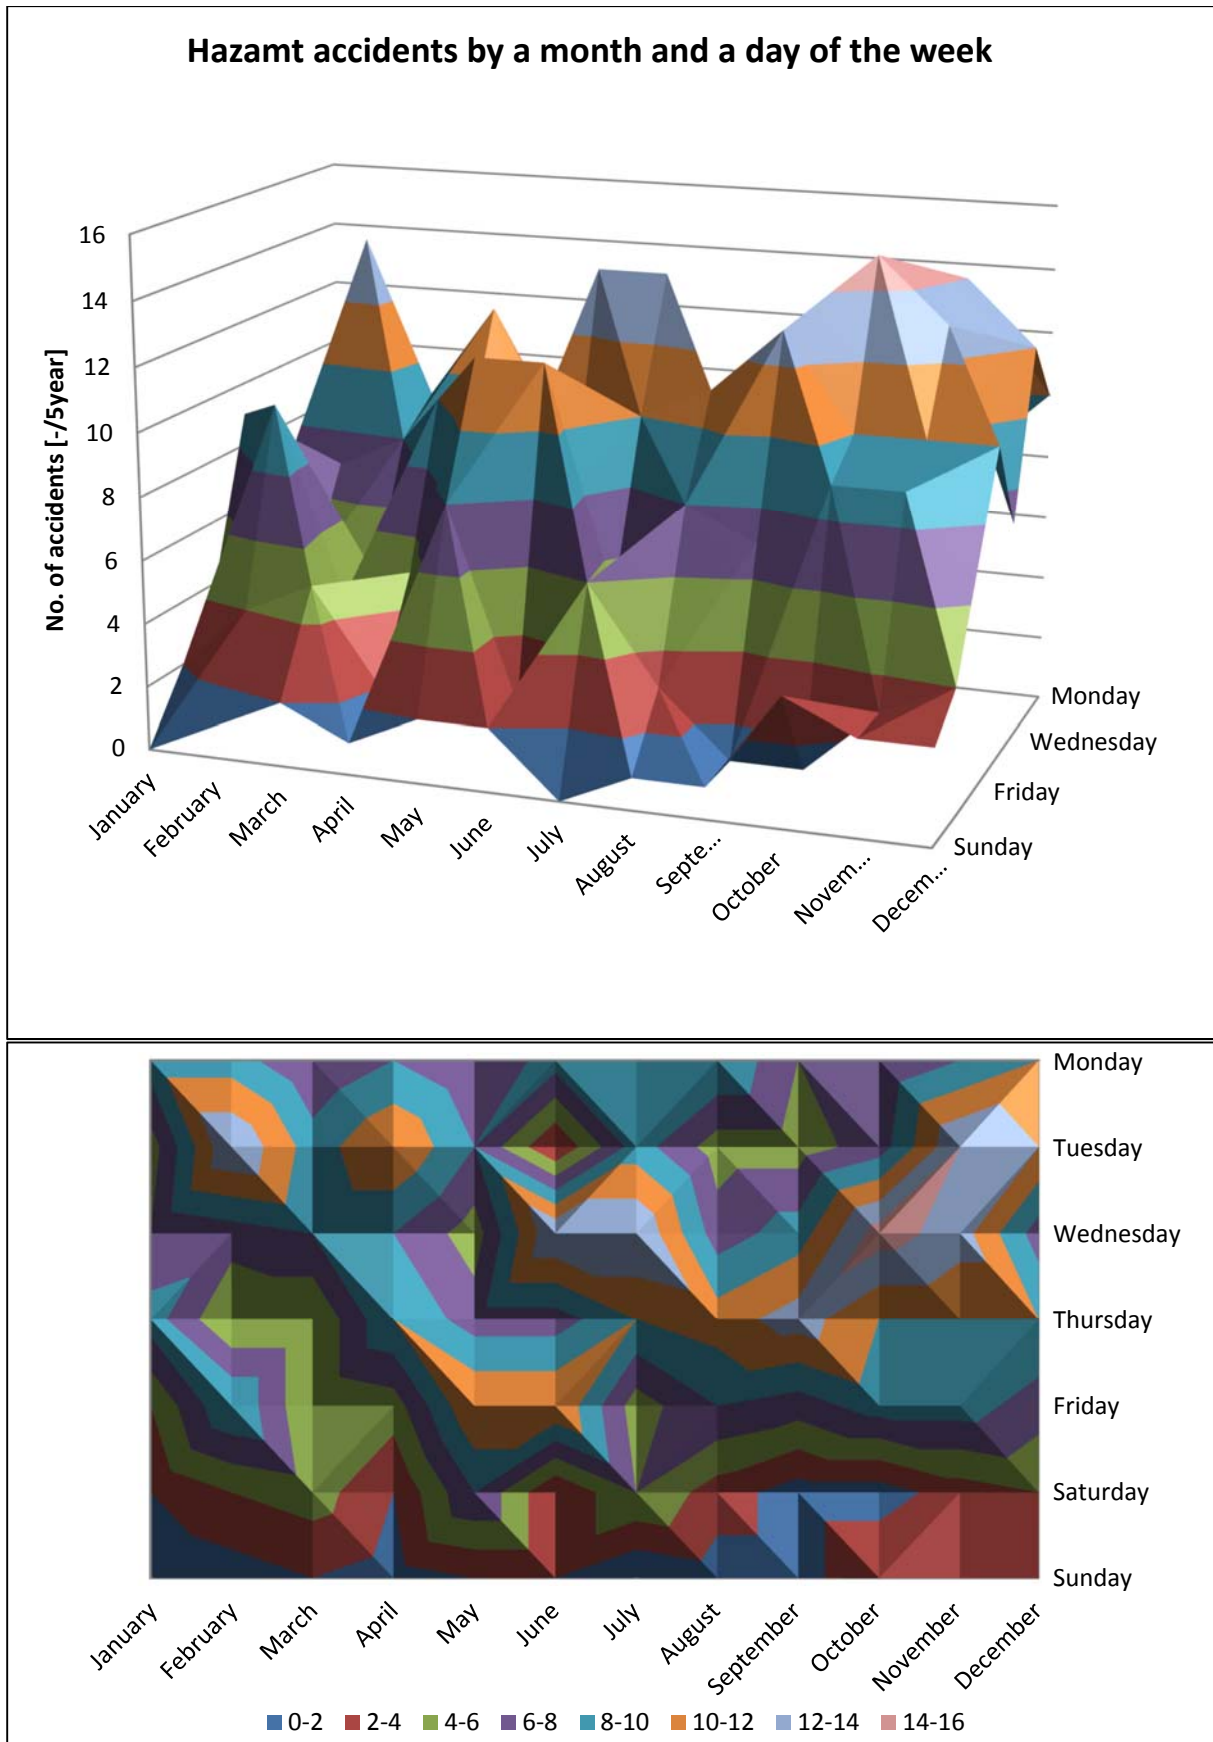 Hazamt accidents by a month and a day of the week
No. of accidents [-/5year]
16
14
12
10
8
6
4
2
0
January
February
March
April
May
June
July
August
Septe...
October
Novem...
Decem...
Monday
Wednesday
Friday
Sunday
Monday
Tuesday
Wednesday
Thursday
Friday
Saturday
Sunday
January
February
March
April
May
June
July
August
September
October
November
December
0-2 2-4 4-6 6-8 8-10 10-12 12-14 14-16